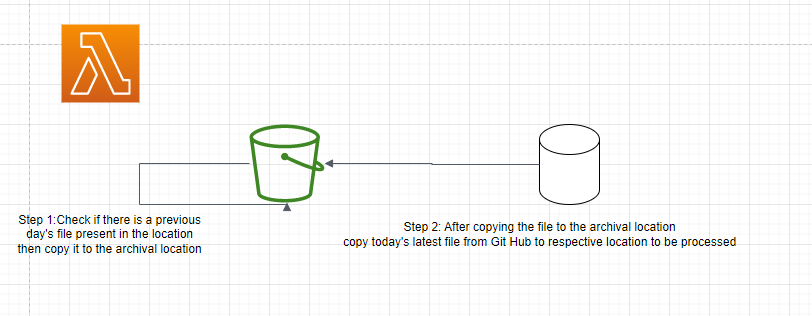 Step 1:Check if there is a previous
day's file present in the location
then copy it to the archival location
Step 2: After copying the file to the archival location
copy today's latest file from Git Hub to respective location to be processed